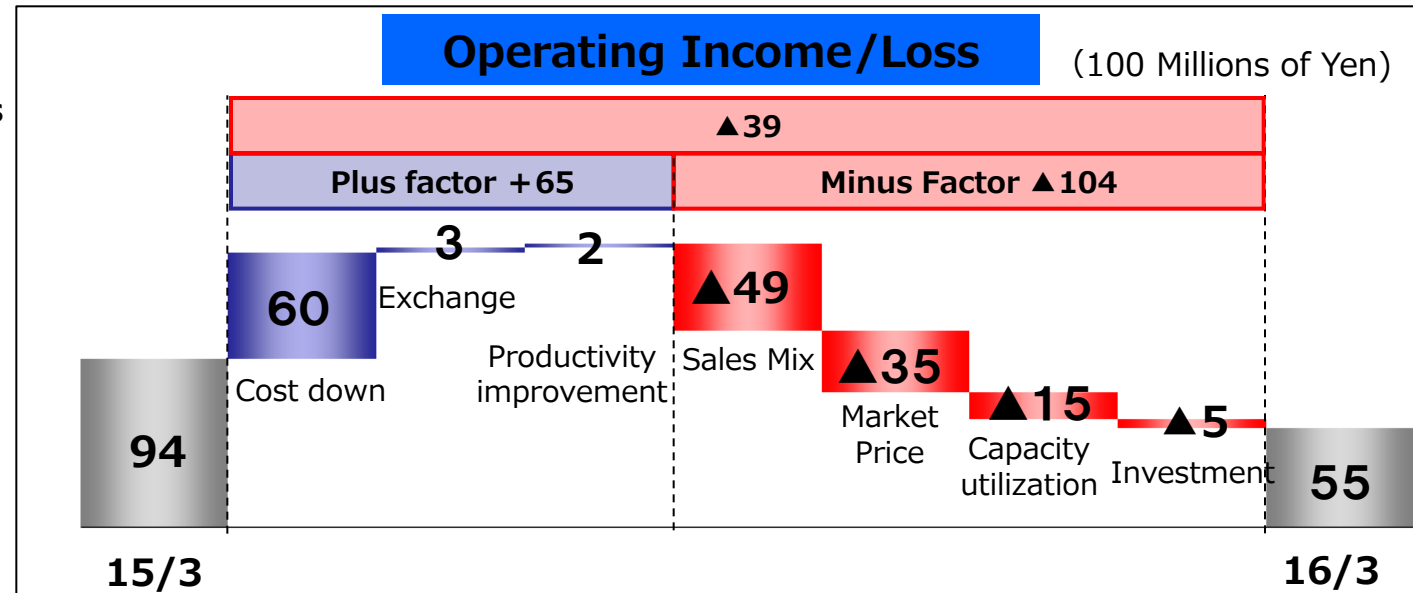 Operating Income/Loss
(100 Millions of Yen)
s
▲39
Plus factor +65
Minus Factor ▲104
3
2
60
▲49
Exchange
Productivity
improvement
Sales Mix
▲35
Cost down
▲15
▲5
Market
Price
Capacity
utilization
Investment
94
55
15/3
16/3